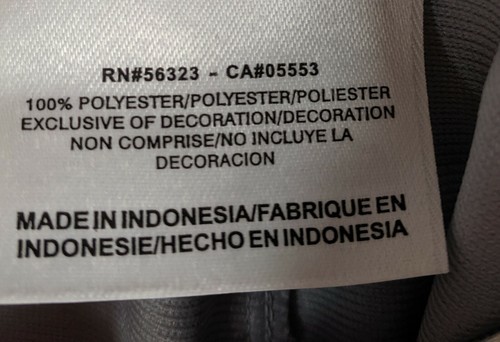 RN#56323 - CA#05553
100% POLYESTER/POLYESTER/POLIESTER
EXCLUSIVE OF DECORATION/DECORATION
NON COMPRISE/NO INCLUYE LA
DECORACION
MADE IN INDONESIA/FABRIQUE EN
INDONESIE/HECHO EN INDONESIA